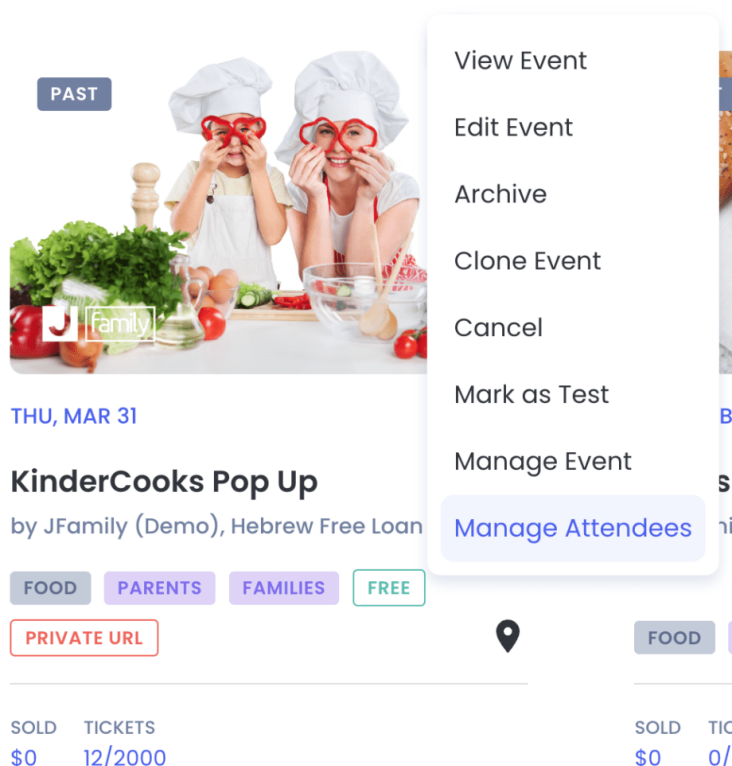 PAST
J family
View Event
Edit Event
Archive
Clone Event
Cancel
Mark as Test
Manage Event
Manage Attendees
THU, MAR 31
KinderCooks Pop Up
by JFamily (Demo), Hebrew Free Loan
FOOD PARENTS FAMILIES FREE
PRIVATE URL
SOLD TICKETS
$0 12/2000
FOOD
SOLD
$0